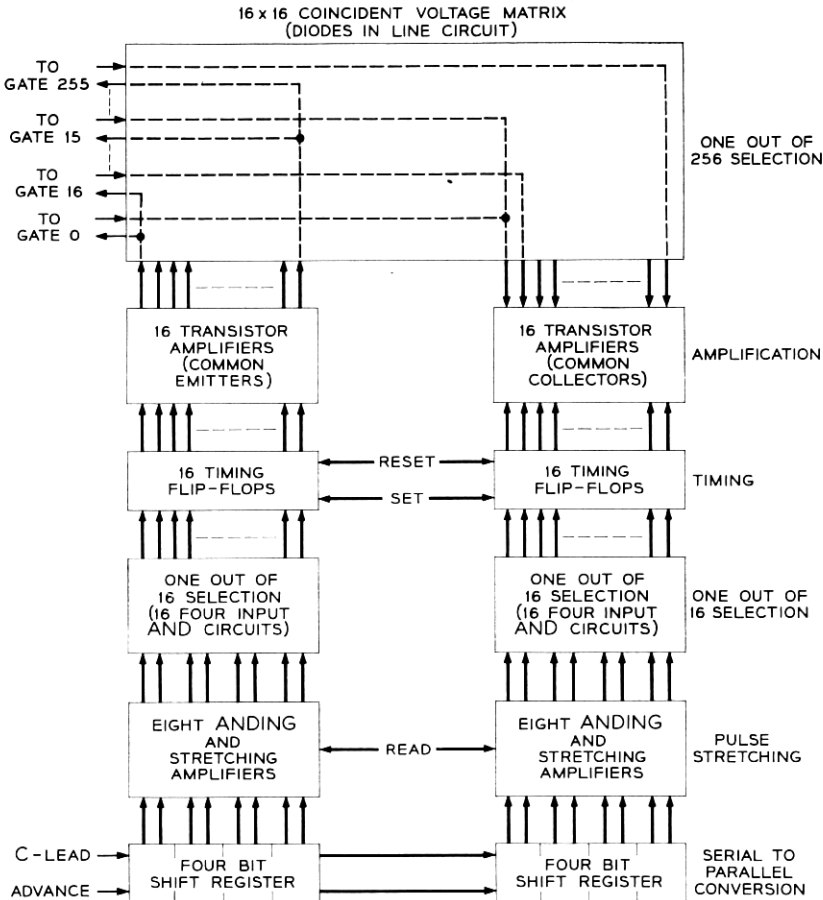 16 x 16 COINCIDENT VOLTAGE MATRIX
(DIODES IN LINE CIRCUIT)
TO
GATE 255
TO
GATE 15
TO
GATE 16
TO
GATE 0
ONE OUT OF
256 SELECTION
16 TRANSISTOR
AMPLIFIERS
(COMMON
EMITTERS)
16 TRANSISTOR
AMPLIFIERS
(COMMON
COLLECTORS)
AMPLIFICATION
16 TIMING
FLIP-FLOPS
RESET
SET
16 TIMING
FLIP-FLOPS
TIMING
ONE OUT OF
16 SELECTION
(16 FOUR INPUT
AND CIRCUITS)
ONE OUT OF
16 SELECTION
(16 FOUR INPUT
AND CIRCUITS)
ONE OUT OF
16 SELECTION
EIGHT ANDING
AND
STRETCHING
AMPLIFIERS
READ
EIGHT ANDING
AND
STRETCHING
AMPLIFIERS
PULSE
STRETCHING
C-LEAD
ADVANCE
FOUR BIT
SHIFT REGISTER
FOUR BIT
SHIFT REGISTER
SERIAL TO
PARALLEL
CONVERSION